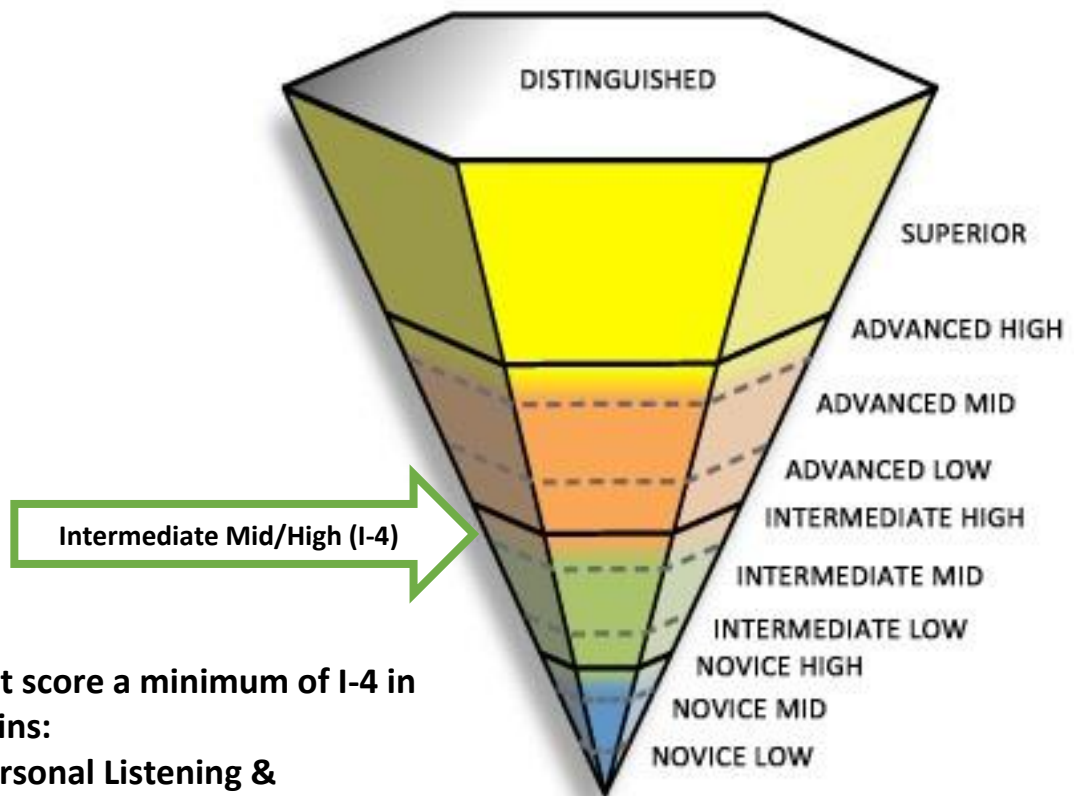 DISTINGUISHED
SUPERIOR
ADVANCED HIGH
ADVANCED MID
ADVANCED LOW
INTERMEDIATE HIGH
Intermediate Mid/High (I-4)
INTERMEDIATE MID
INTERMEDIATE LOW
NOVICE HIGH
NOVICE MID
NOVICE LOW
t score a minimum of I-4 in
ins:
ersonal Listening &